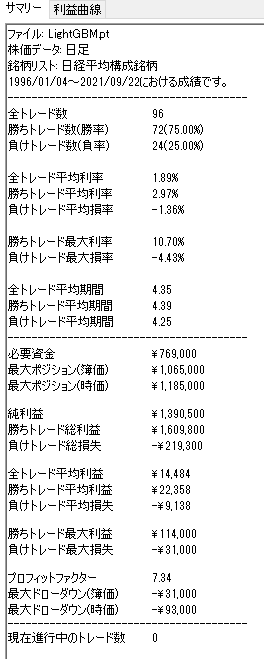 サマリー 利益曲線
ファイル: LightGBM.pt
株価データ: 日足
銘柄リスト: 日経平均構成銘柄
1996/01/04～2021/09/22における成績です。
全トレード数 96
勝ちトレード数(勝率) 72(75.00%)
負けトレード数(負率) 24(25.00%)
全トレード平均利率 1.89%
勝ちトレード平均利率 2.97%
負けトレード平均損率 -1.36%
勝ちトレード最大利率 10.70%
負けトレード最大損率 -4.43%
全トレード平均期間 4.35
勝ちトレード平均期間 4.39
負けトレード平均期間 4.25
必要資金 ¥769,000
最大ポジション(簿価) ¥1,065,000
最大ポジション(時価) ¥1,185,000
純利益 ¥1,390,500
勝ちトレード総利益 ¥1,609,800
負けトレード総損失 -¥219,300
全トレード平均利益 ¥14,484
勝ちトレード平均利益 ¥22,358
負けトレード平均損失 -¥9,138
勝ちトレード最大利益 ¥114,000
負けトレード最大損失 -¥31,000
プロフィットファクター 7.34
最大ドローダウン(簿価) -¥31,000
最大ドローダウン(時価) -¥93,000
現在進行中のトレード数 0